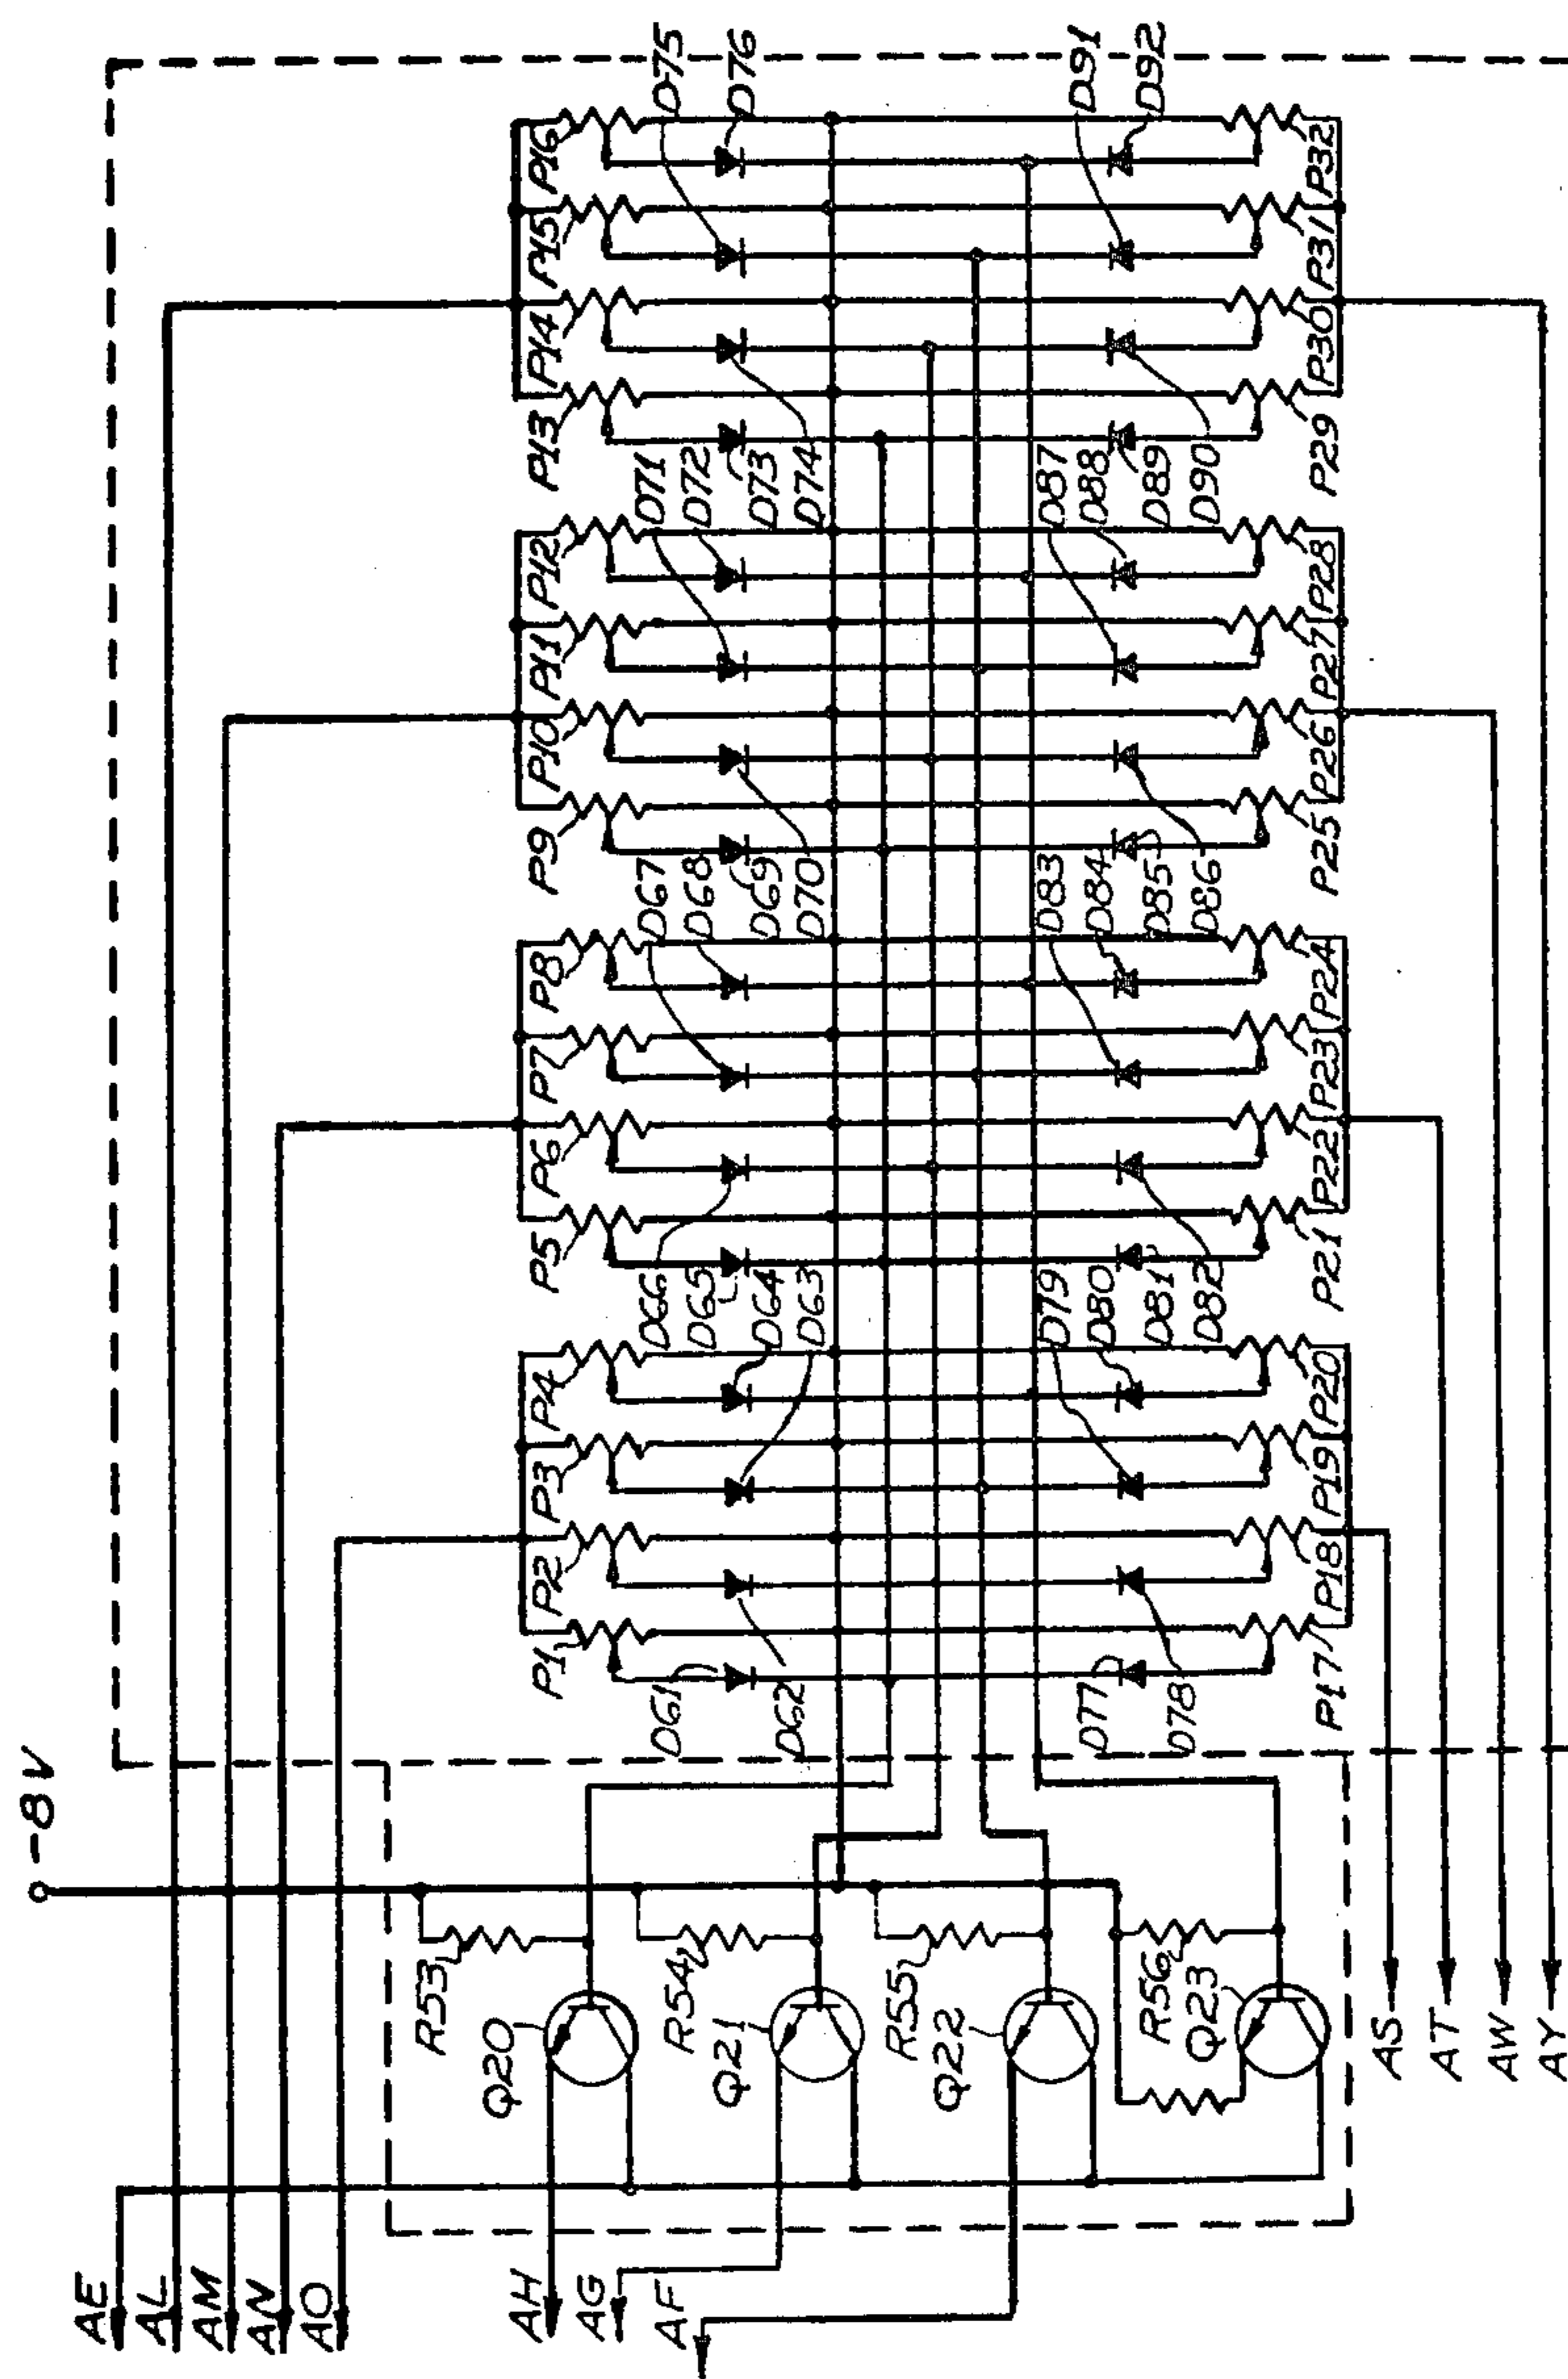 -8V
AE
AL
AM
AN
AO
AH
AG
AF
R53
Q20
R54
Q21
R55
Q22
R56
Q23
AS
AT
AW
AY
P1
P2
P3
P4
P5
P6
P7
P8
P9
P10
P11
P12
P13
P14
P15
P16
D61
D62
D66
D65
D64
D63
D67
D68
D69
D70
D71
D72
D73
D74
D75
D76
D77
D78
D79
D80
D81
D82
D83
D84
D85
D86
D87
D88
D89
D90
D91
D92
P17
P18
P19
P20
P21
P22
P23
P24
P25
P26
P27
P28
P29
P30
P31
P32